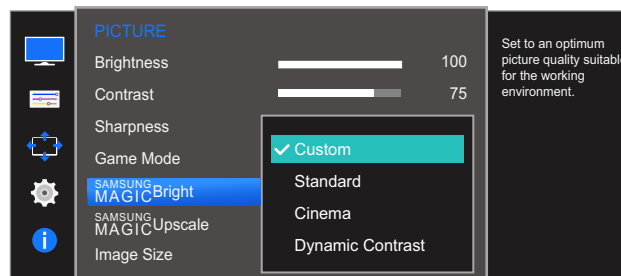 PICTURE
Brightness 100
Contrast 75
Sharpness
Game Mode
SAMSUNG
MAGICBright
SAMSUNG
MAGICUpscale
Image Size
Custom
Standard
Cinema
Dynamic Contrast
Set to an optimum
picture quality suitable
for the working
environment.